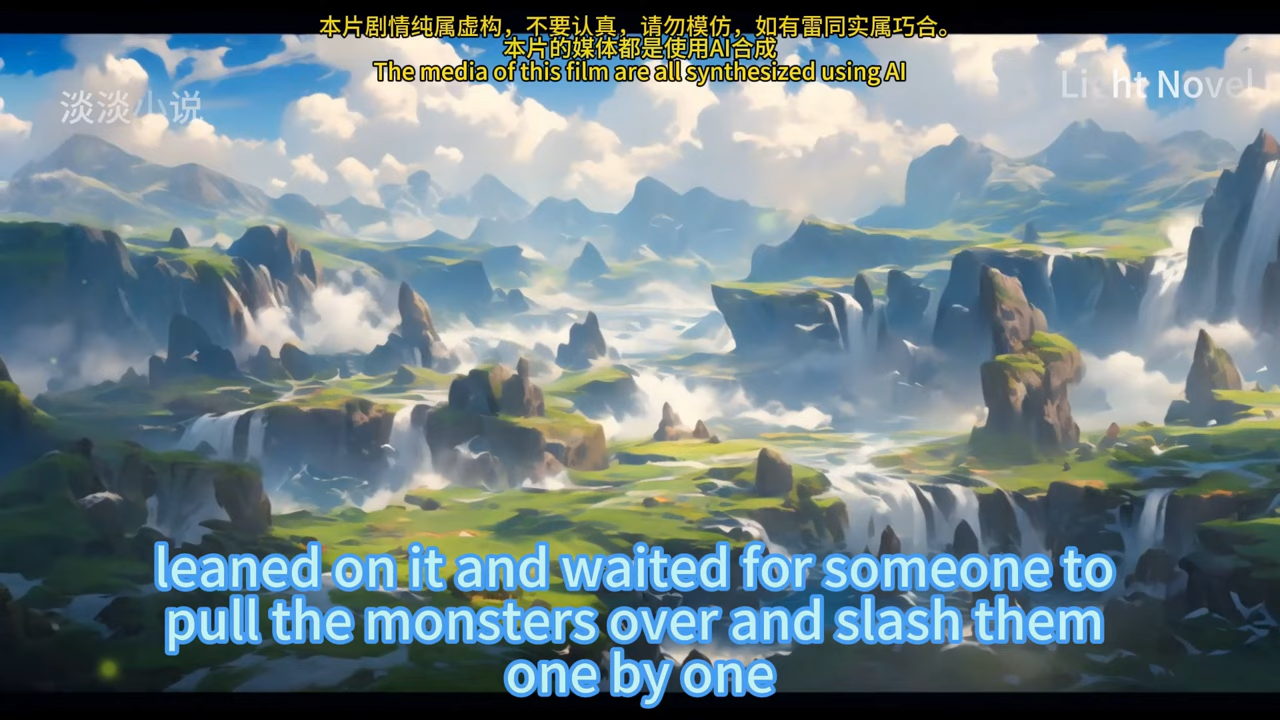 本片剧情纯属虚构，不要认真，请勿模仿，如有雷同实属巧合。
本片的媒体都是使用AI合成
The media of this film are all synthesized using AI
淡淡小说
Light Novel
leaned on it and waited for someone to
pull the monsters over and slash them
one by one